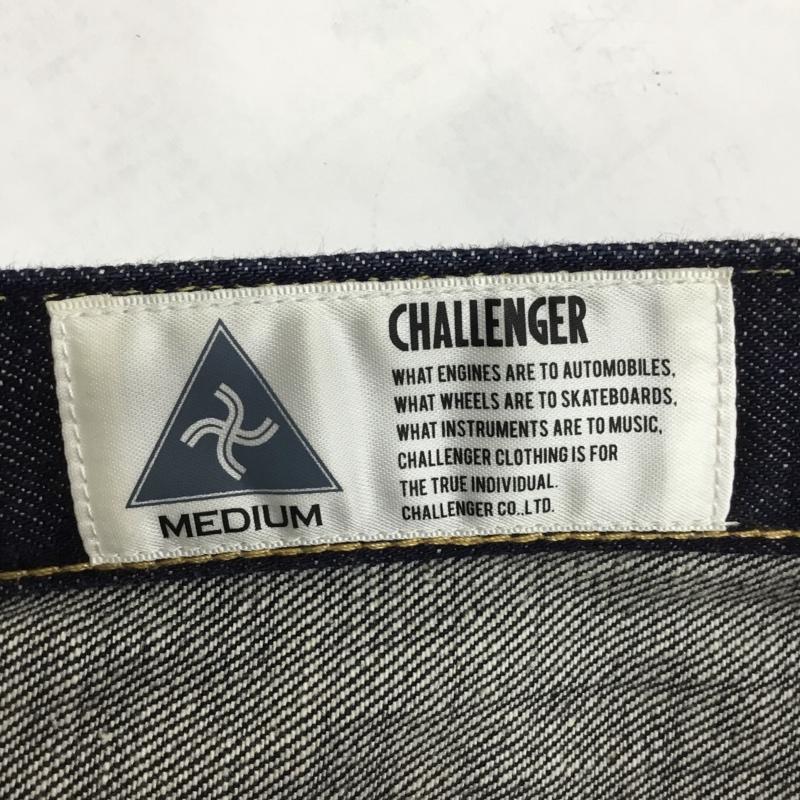 CHALLENGER
WHAT ENGINES ARE TO AUTOMOBILES,
WHAT WHEELS ARE TO SKATEBOARDS,
WHAT INSTRUMENTS ARE TO MUSIC,
CHALLENGER CLOTHING IS FOR
THE TRUE INDIVIDUAL.
CHALLENGER CO.,LTD.
MEDIUM